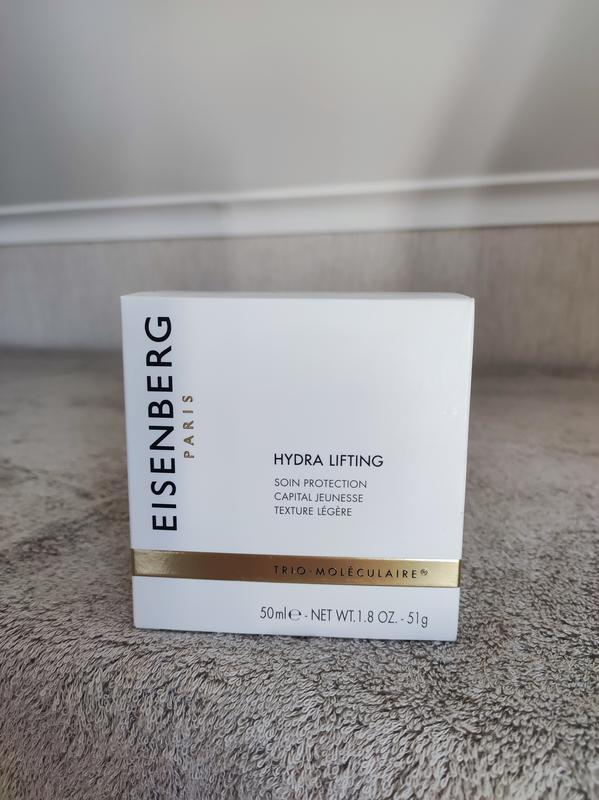 EISENBERG
PARIS
HYDRA LIFTING
SOIN PROTECTION
CAPITAL JEUNESSE
TEXTURE LÉGÈRE
TRIO·MOLÉCULAIRE®
50ml℮ - NET WT.1.8 OZ. - 51g